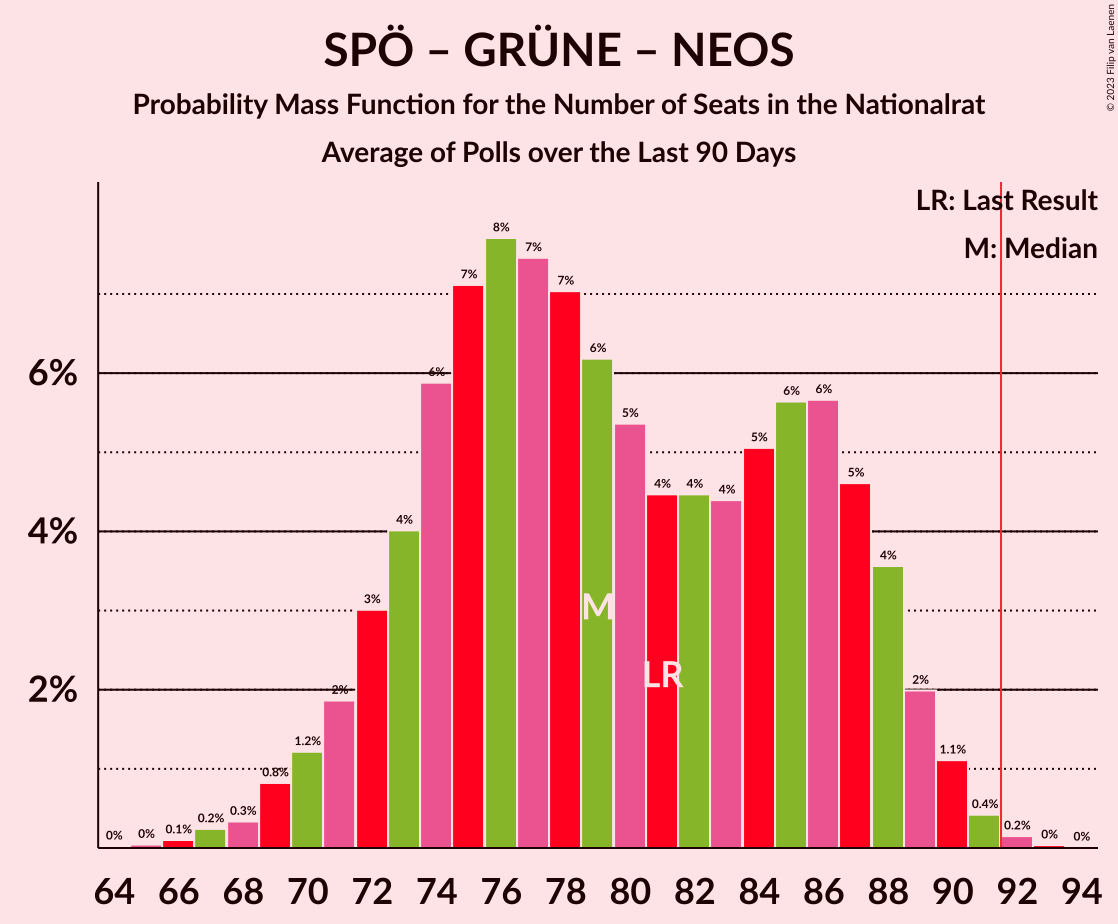 SPÖ – GRÜNE – NEOS
Probability Mass Function for the Number of Seats in the Nationalrat
Average of Polls over the Last 90 Days
© 2023 Filip van Laenen
LR: Last Result
M: Median
6%
4%
2%
0% 0% 0.1% 0.2% 0.3% 0.8% 1.2% 2% 3% 4% 6% 7% 8% 7% 7% 6% 5% 4% 4% 4% 5% 6% 6% 5% 4% 2% 1.1% 0.4% 0.2% 0% 0%
M
LR
64 66 68 70 72 74 76 78 80 82 84 86 88 90 92 94